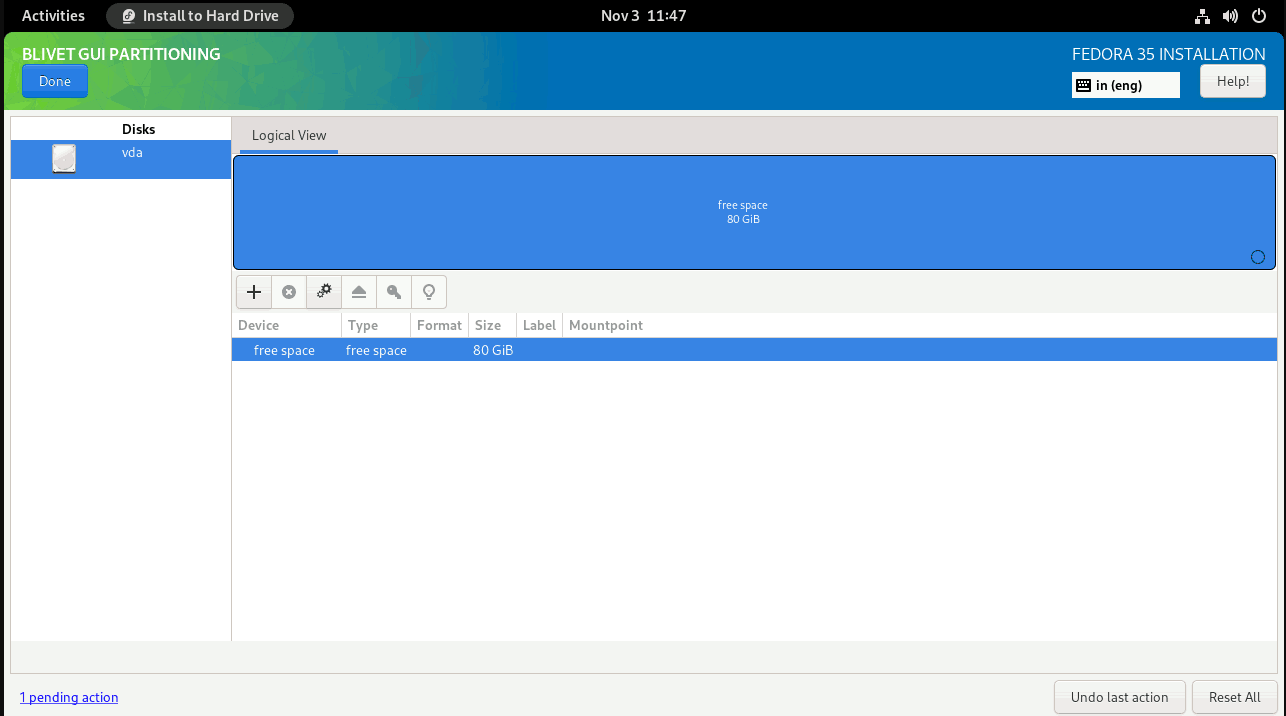 Activities Install to Hard Drive Nov 3 11:47
BLIVET GUI PARTITIONING FEDORA 35 INSTALLATION
Done in (eng) Help!
Disks
vda
Logical View
free space
80 GiB
Device Type Format Size Label Mountpoint
free space free space 80 GiB
1 pending action Undo last action Reset All